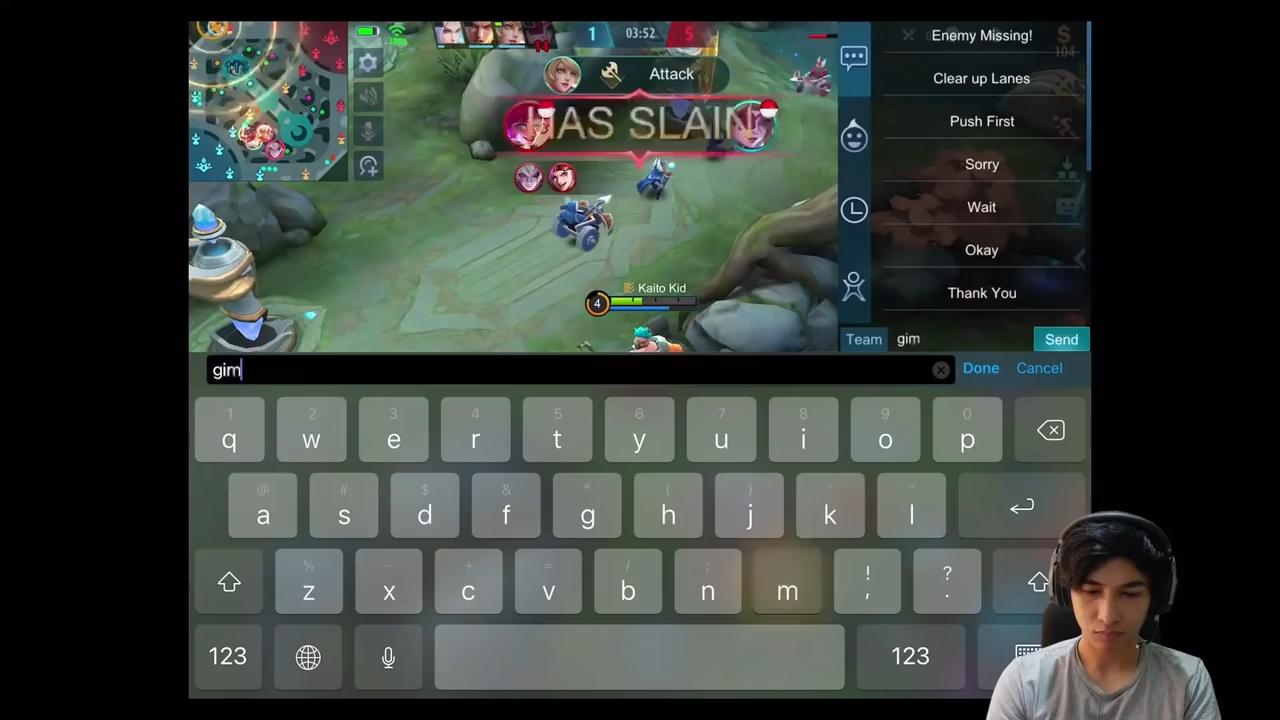 1 03:52 5
Attack
HAS SLAIN
Kaito Kid
4
Enemy Missing!
104
Clear up Lanes
Push First
Sorry
Wait
Okay
Thank You
Team gim Send
gim Done Cancel
1 2 3 4 5 6 7 8 9 0
q w e r t y u i o p
@ # $ & * ( ) ' "
a s d f g h j k l
% - + = / ; ! ?
z x c v b n m , .
123 123